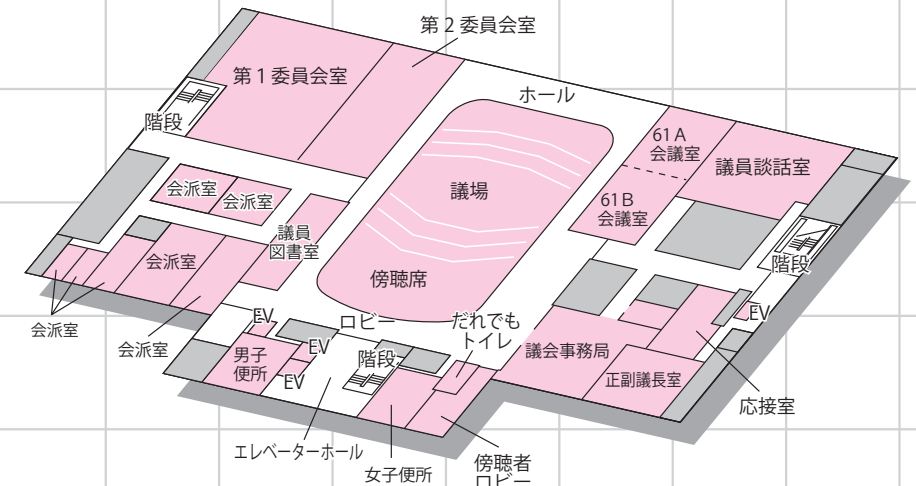 第2委員会室
第1委員会室
ホール
階段
61A
会議室
議員談話室
会派室
会派室
議場
61B
会議室
議員
図書室
会派室
階段
傍聴席
会派室
会派室
EV
ロビー
だれでも
トイレ
EV
男子
便所
EV
EV
階段
議会事務局
正副議長室
応接室
エレベーターホール
女子便所
傍聴者
ロビー